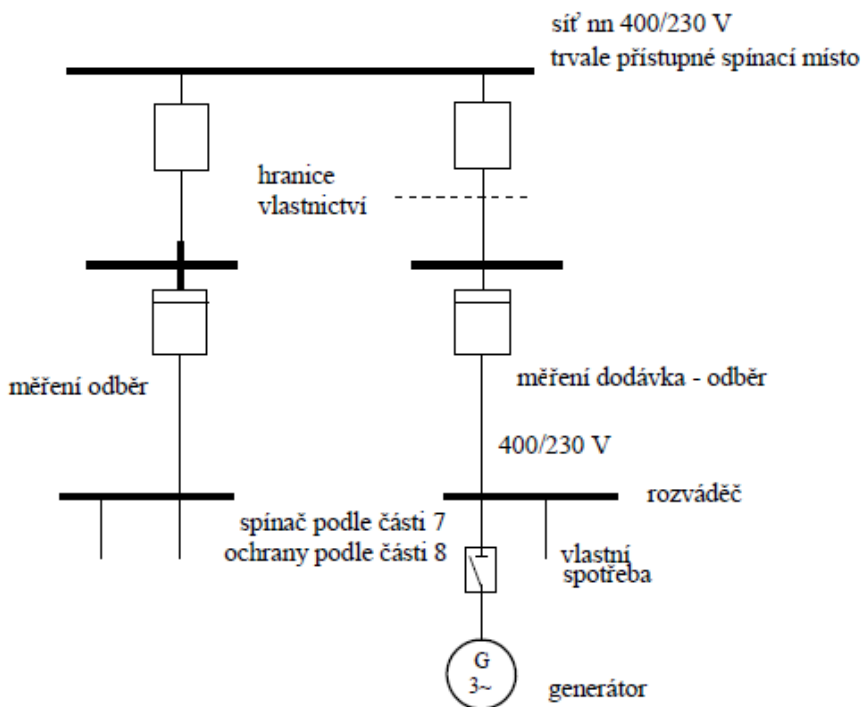 síť nn 400/230 V
trvale přístupné spínací místo
hranice
vlastnictví
měření odběr
měření dodávka - odběr
400/230 V
rozváděč
spínač podle části 7
ochrany podle části 8
vlastní
spotřeba
G
3~
generátor